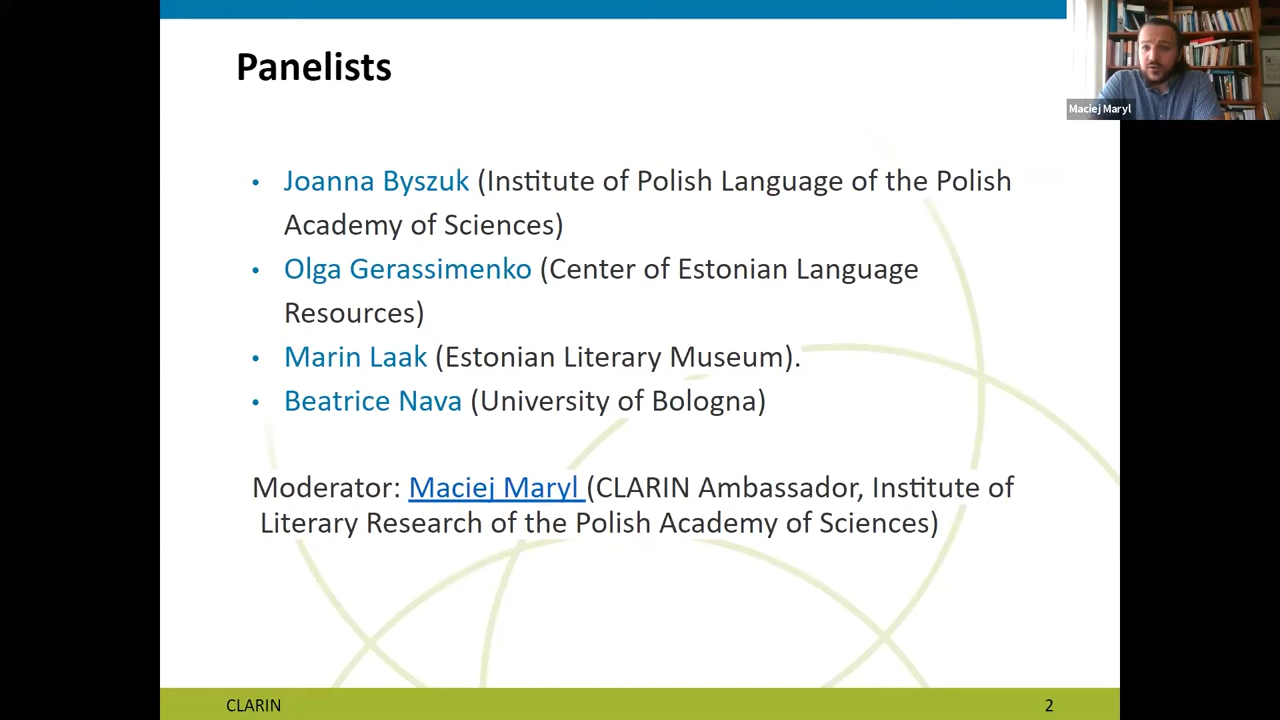 Panelists
Maciej Maryl
• Joanna Byszuk (Institute of Polish Language of the Polish
Academy of Sciences)
• Olga Gerassimenko (Center of Estonian Language
Resources)
• Marin Laak (Estonian Literary Museum).
• Beatrice Nava (University of Bologna)
Moderator: Maciej Maryl (CLARIN Ambassador, Institute of
Literary Research of the Polish Academy of Sciences)
CLARIN
2